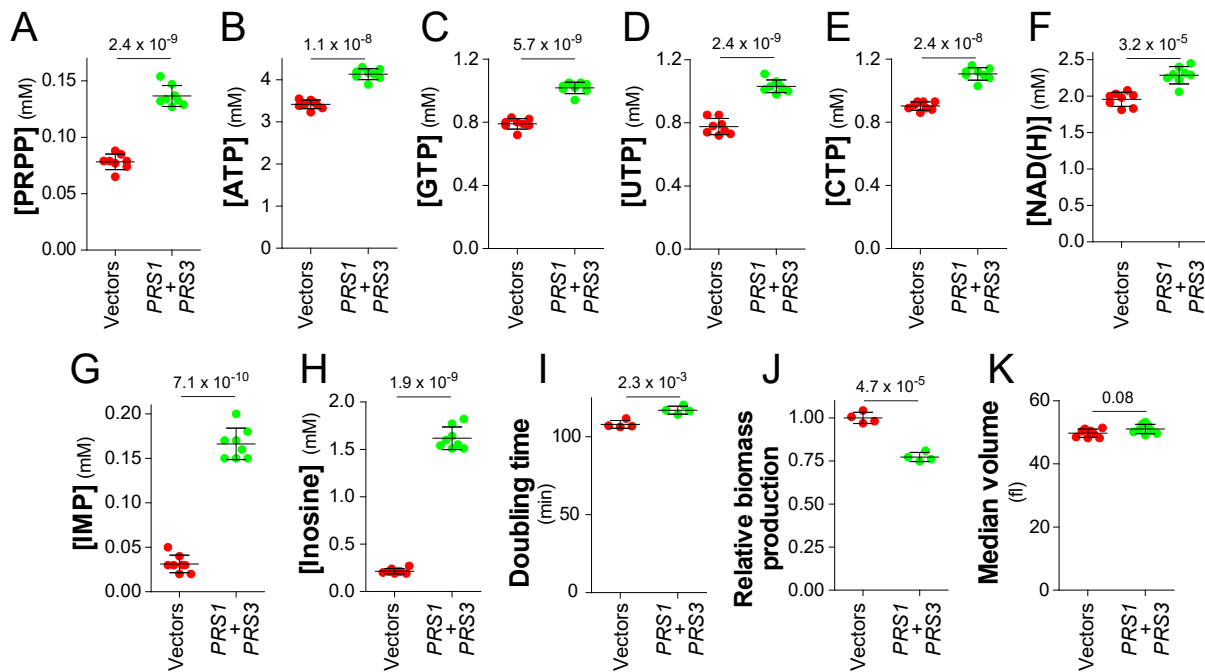 A
2.4 x 10-9
[PRPP] (mM)
0.15
0.10
0.05
0.00
Vectors
PRS1
+
PRS3
B
1.1 x 10-8
[ATP] (mM)
4
3
2
1
0
Vectors
PRS1
+
PRS3
C
5.7 x 10-9
[GTP] (mM)
1.2
0.8
0.4
0.0
Vectors
PRS1
+
PRS3
D
2.4 x 10-9
[UTP] (mM)
1.2
0.8
0.4
0.0
Vectors
PRS1
+
PRS3
E
2.4 x 10-8
[CTP] (mM)
1.2
0.8
0.4
0.0
Vectors
PRS1
+
PRS3
F
3.2 x 10-5
[NAD(H)] (mM)
2.5
2.0
1.5
1.0
0.5
0.0
Vectors
PRS1
+
PRS3
G
7.1 x 10-10
[IMP] (mM)
0.20
0.15
0.10
0.05
0.00
Vectors
PRS1
+
PRS3
H
1.9 x 10-9
[Inosine] (mM)
2.0
1.5
1.0
0.5
0.0
Vectors
PRS1
+
PRS3
I
2.3 x 10-3
Doubling time
(min)
100
50
0
Vectors
PRS1
+
PRS3
J
4.7 x 10-5
Relative biomass
production
1.00
0.75
0.50
0.25
0.00
Vectors
PRS1
+
PRS3
K
0.08
Median volume
(fl)
60
40
20
0
Vectors
PRS1
+
PRS3